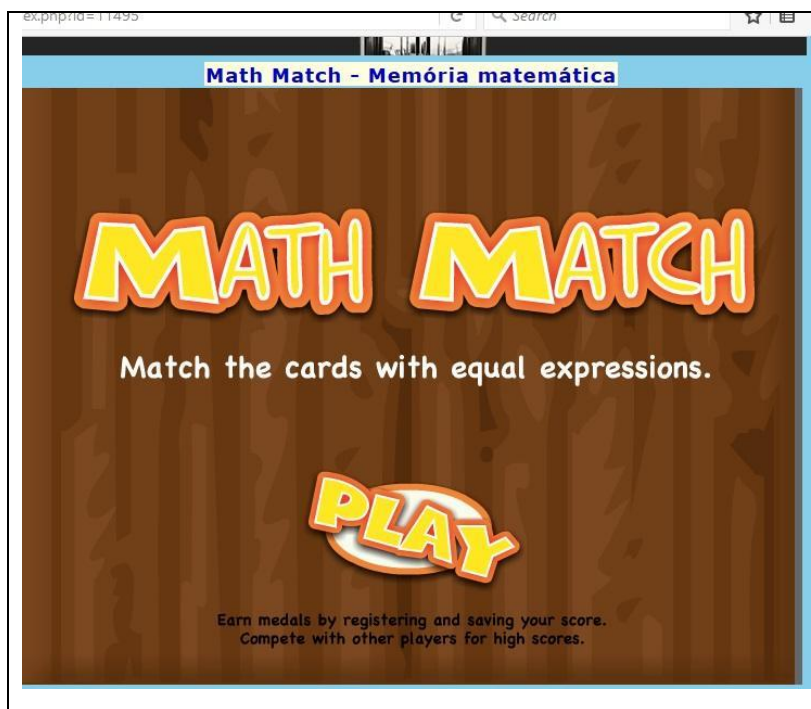 ex.php?id=11495
Search
Math Match - Memória matemática
MATH MATCH
Match the cards with equal expressions.
PLAY
Earn medals by registering and saving your score.
Compete with other players for high scores.